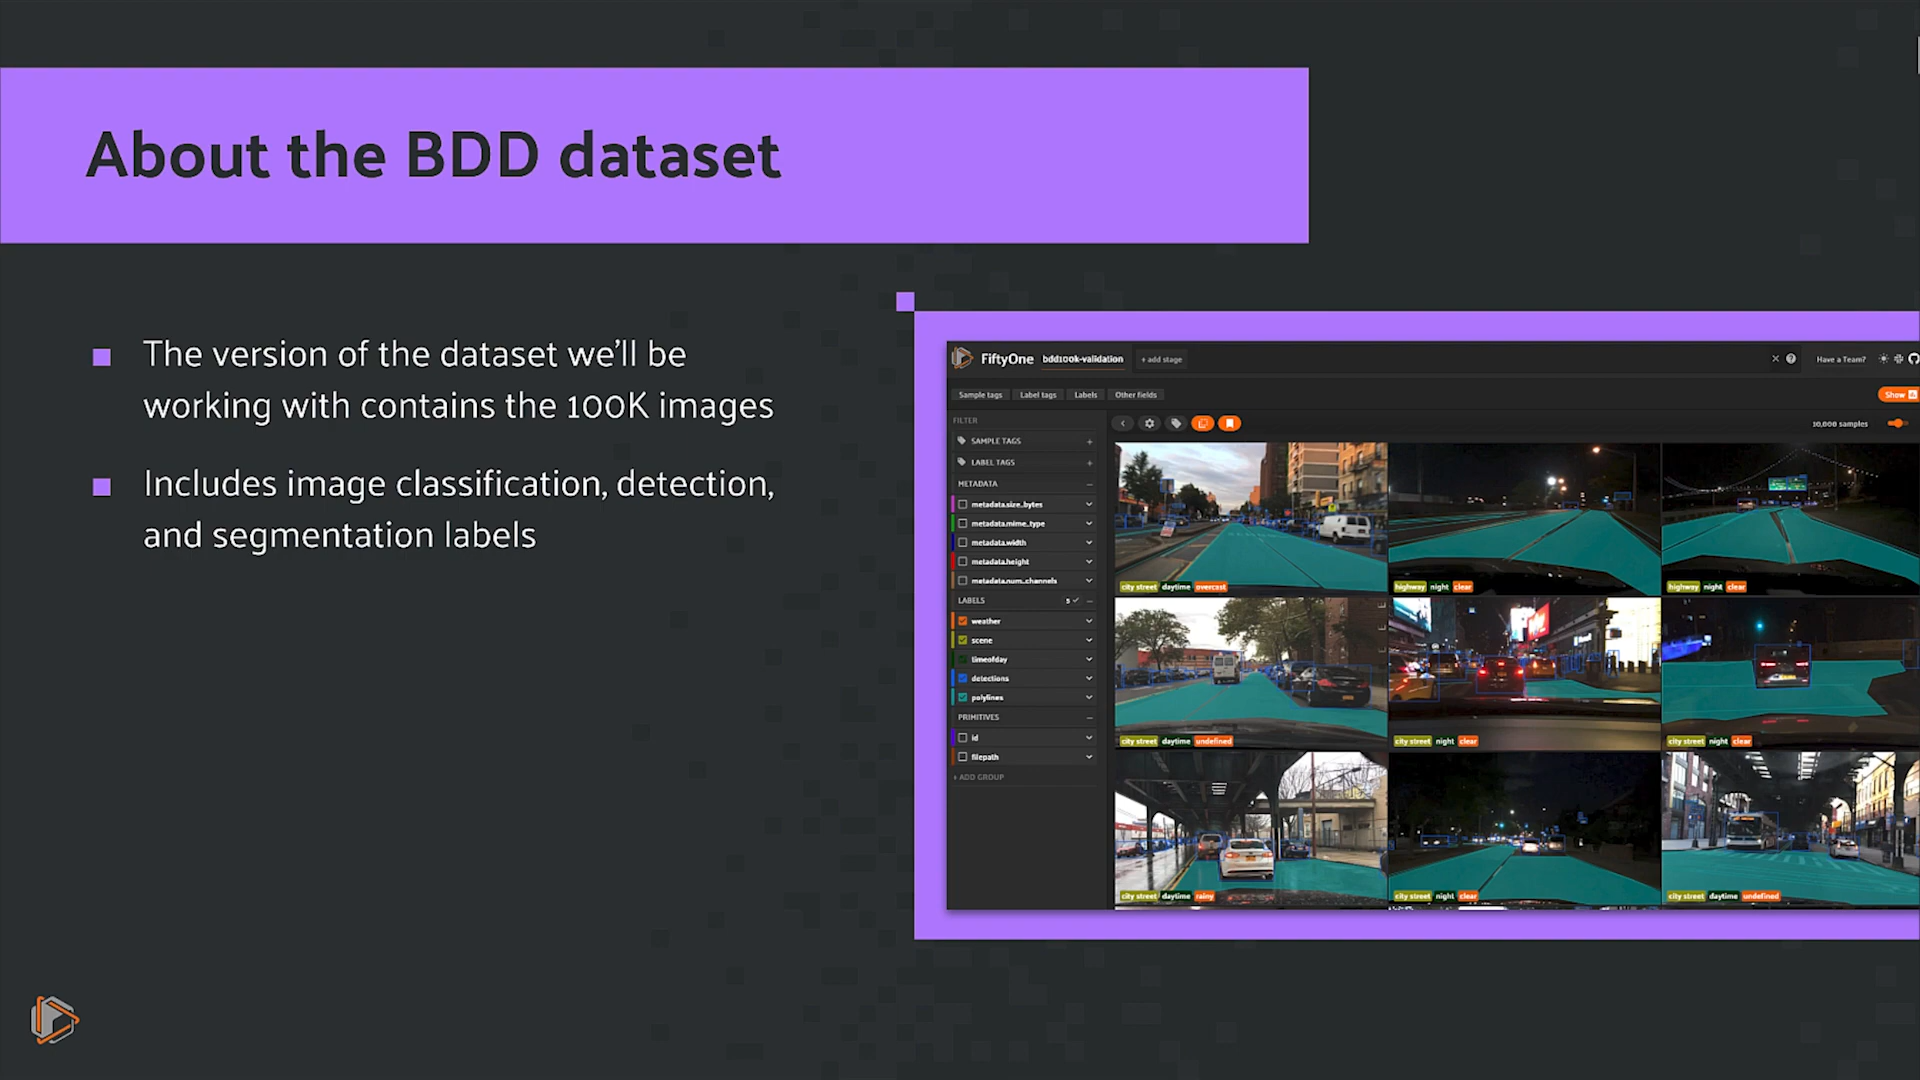 About the BDD dataset
The version of the dataset we'll be
working with contains the 100K images
Includes image classification, detection,
and segmentation labels
FiftyOne bdd100k-validation + add stage Have a Team?
Sample tags Label tags Labels Other fields Show
FILTER
10,000 samples
SAMPLE TAGS
LABEL TAGS
METADATA
metadata.size_bytes
metadata.mime_type
metadata.width
metadata.height
metadata.num_channels
LABELS 5
weather
scene
timeofday
detections
polylines
PRIMITIVES
id
filepath
+ ADD GROUP
city street daytime overcast
highway night clear
highway night clear
city street daytime undefined
city street night clear
city street night clear
city street daytime rainy
city street night clear
city street daytime undefined